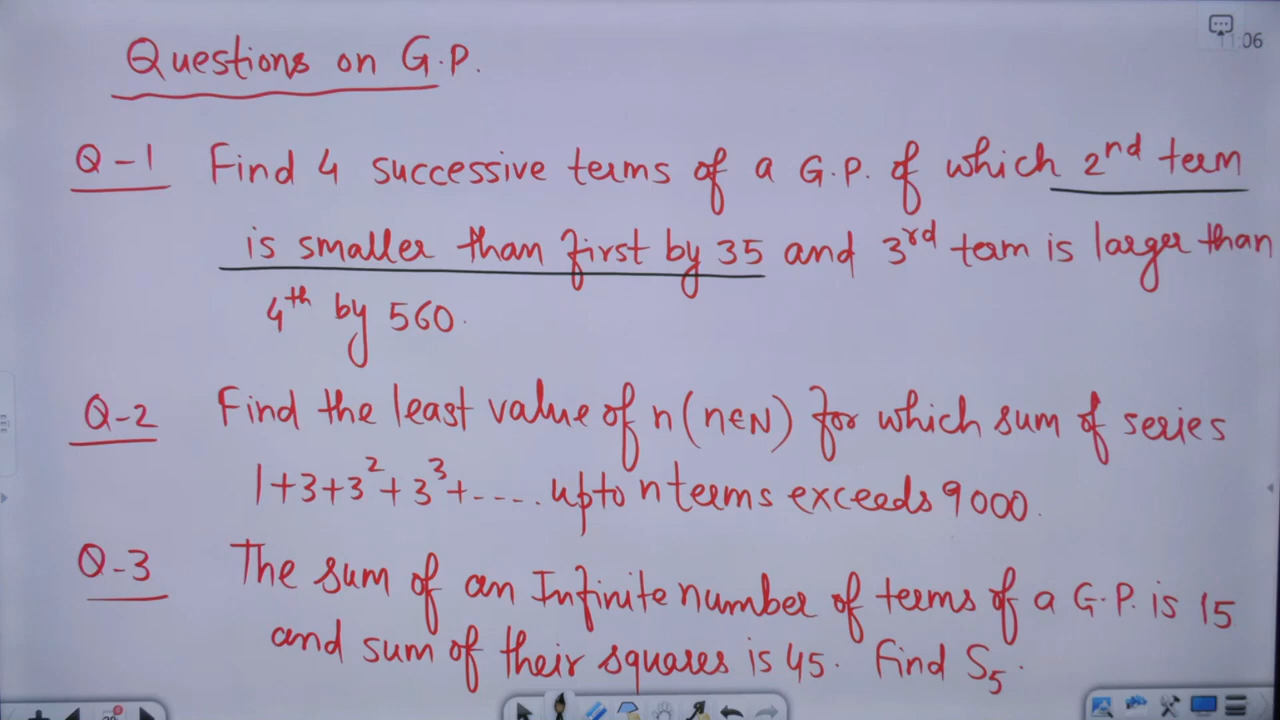 Questions on G.P.
11:06
Q-1 Find 4 successive terms of a G.P. of which 2nd term
is smaller than first by 35 and 3rd term is larger than
4th by 560.
Q-2 Find the least value of n (n∈N) for which sum of series
1+3+3²+3³+..... upto n terms exceeds 9000.
Q-3 The sum of an Infinite number of terms of a G.P. is 15
and sum of their squares is 45. Find S₅.